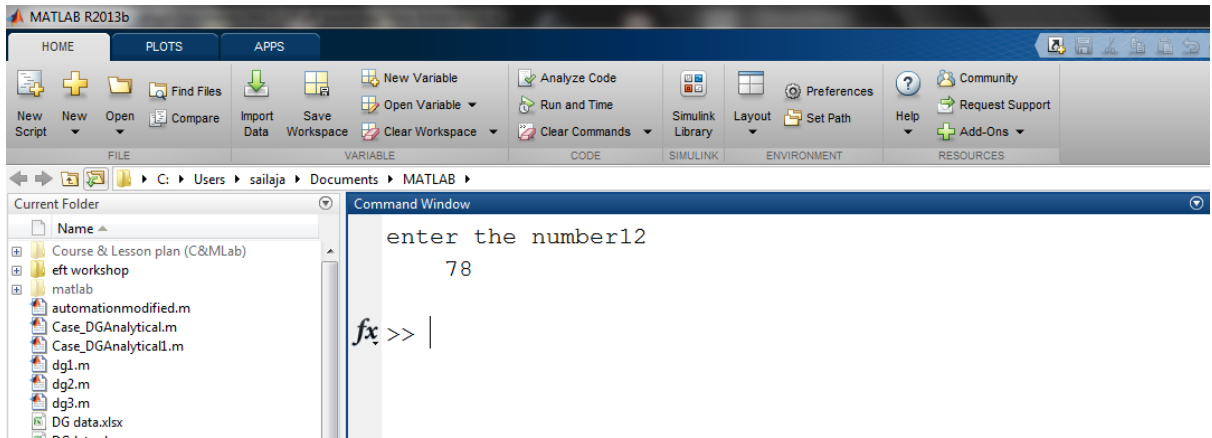 MATLAB R2013b
HOME PLOTS APPS
New Script
New
Open
Find Files
Compare
Import Data
Save Workspace
New Variable
Open Variable
Clear Workspace
Analyze Code
Run and Time
Clear Commands
Simulink Library
Layout
Preferences
Set Path
Help
Community
Request Support
Add-Ons
FILE VARIABLE CODE SIMULINK ENVIRONMENT RESOURCES
C: Users sailaja Documents MATLAB
Current Folder
Name
Course & Lesson plan (C&MLab)
eft workshop
matlab
automationmodified.m
Case_DGAnalytical.m
Case_DGAnalytical1.m
dg1.m
dg2.m
dg3.m
DG data.xlsx
Command Window
enter the number12
78
fx >>